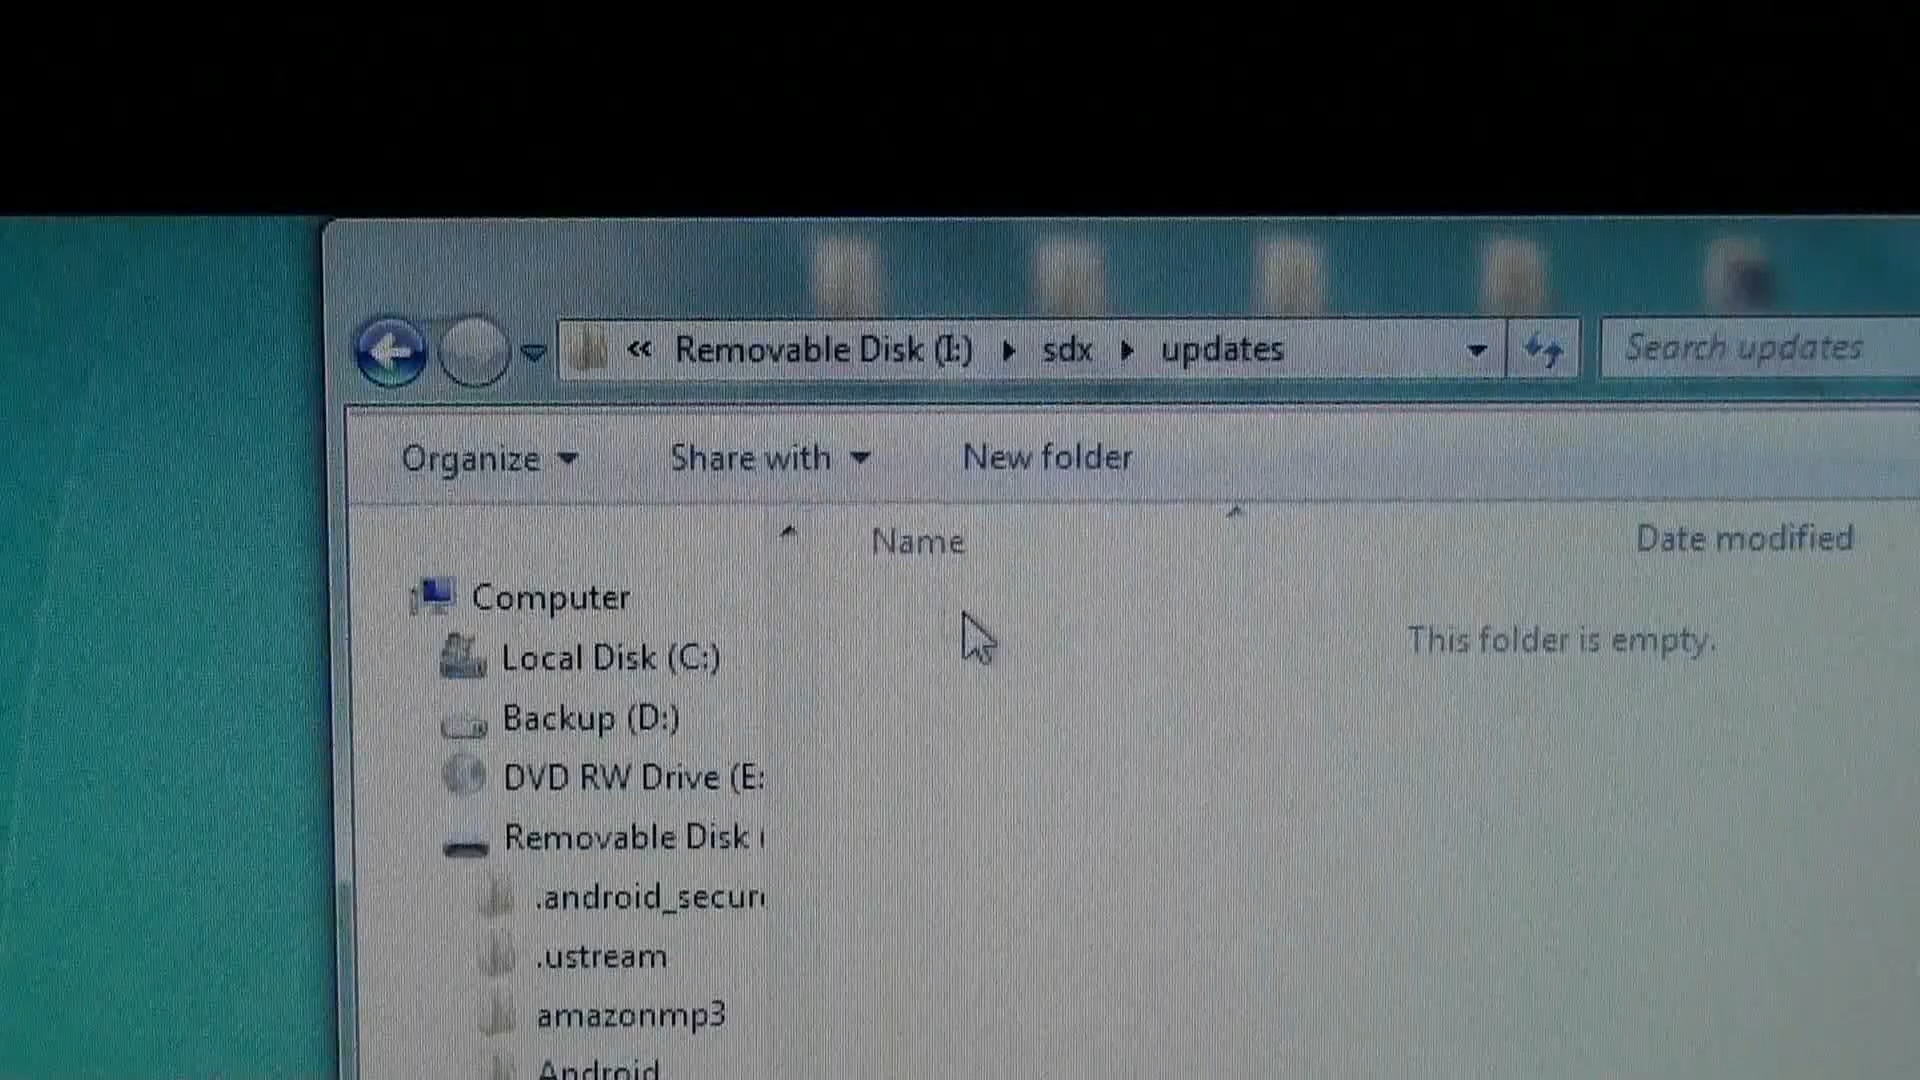 « Removable Disk (I:) ▸ sdx ▸ updates
Search updates
Organize
Share with
New folder
Name
Date modified
This folder is empty.
Computer
Local Disk (C:)
Backup (D:)
DVD RW Drive (E:
Removable Disk (
.android_secur
.ustream
amazonmp3
Android